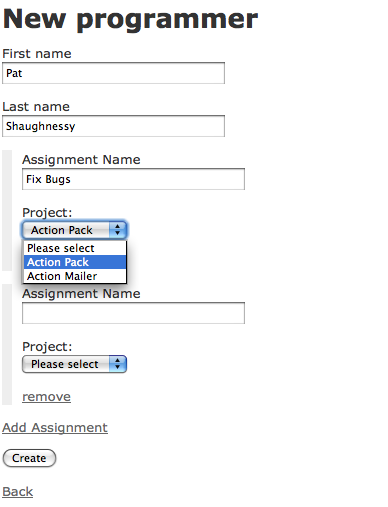 New programmer
First name
Pat
Last name
Shaughnessy
Assignment Name
Fix Bugs
Project:
Action Pack
Please select
Action Pack
Action Mailer
Assignment Name
Project:
Please select
remove
Add Assignment
Create
Back